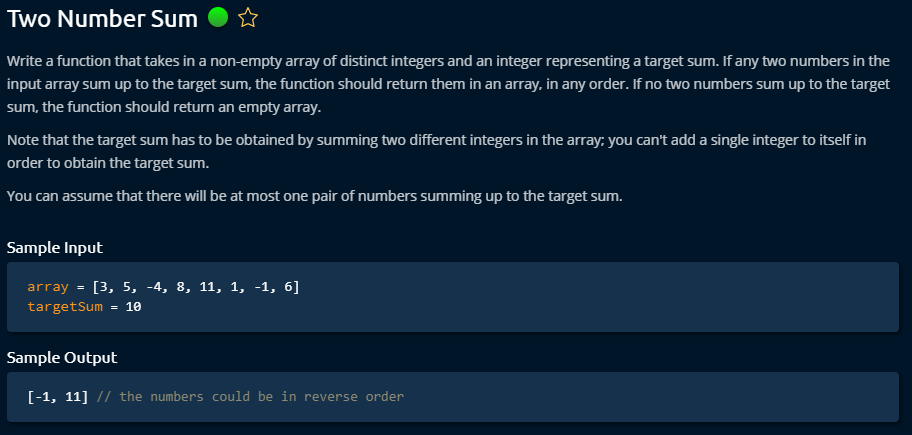 Two Number Sum
Write a function that takes in a non-empty array of distinct integers and an integer representing a target sum. If any two numbers in the
input array sum up to the target sum, the function should return them in an array, in any order. If no two numbers sum up to the target
sum, the function should return an empty array.
Note that the target sum has to be obtained by summing two different integers in the array; you can't add a single integer to itself in
order to obtain the target sum.
You can assume that there will be at most one pair of numbers summing up to the target sum.
Sample Input
array = [3, 5, -4, 8, 11, 1, -1, 6]
targetSum = 10
Sample Output
[-1, 11] // the numbers could be in reverse order